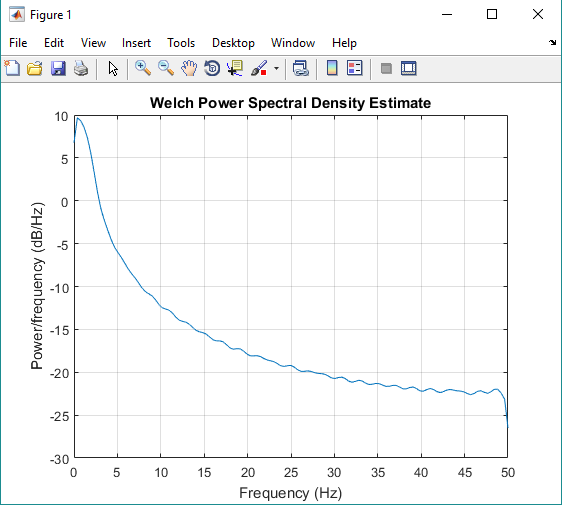 Figure 1
File Edit View Insert Tools Desktop Window Help
Welch Power Spectral Density Estimate
10
5
0
-5
-10
-15
-20
-25
-30
Power/frequency (dB/Hz)
0 5 10 15 20 25 30 35 40 45 50
Frequency (Hz)